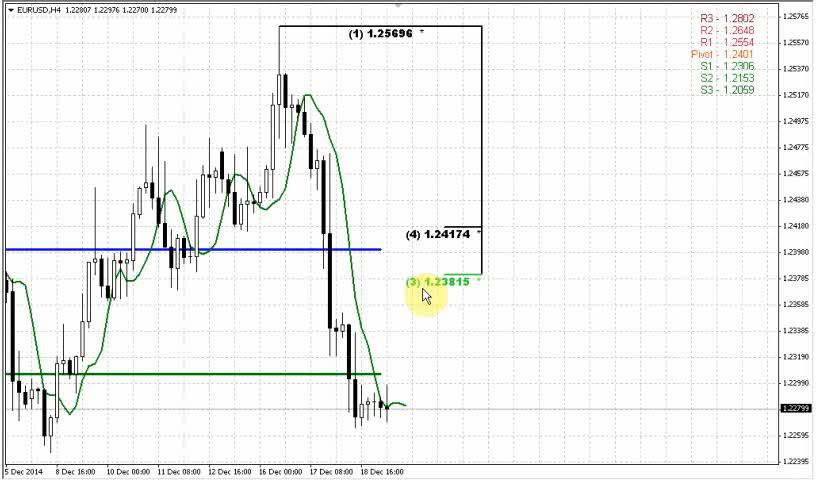 EURUSD,H4 1.22807 1.22976 1.22700 1.22799
R3 - 1.2802
R2 - 1.2648
R1 - 1.2554
Pivot - 1.2401
S1 - 1.2306
S2 - 1.2153
S3 - 1.2059
(1) 1.25696 *
(4) 1.24174 *
(3) 1.23815 *
1.25765
1.25570
1.25370
1.25170
1.24975
1.24775
1.24575
1.24380
1.24180
1.23980
1.23785
1.23585
1.23385
1.23190
1.22990
1.22799
1.22595
1.22395
5 Dec 2014
8 Dec 16:00
10 Dec 00:00
11 Dec 08:00
12 Dec 16:00
16 Dec 00:00
17 Dec 08:00
18 Dec 16:00